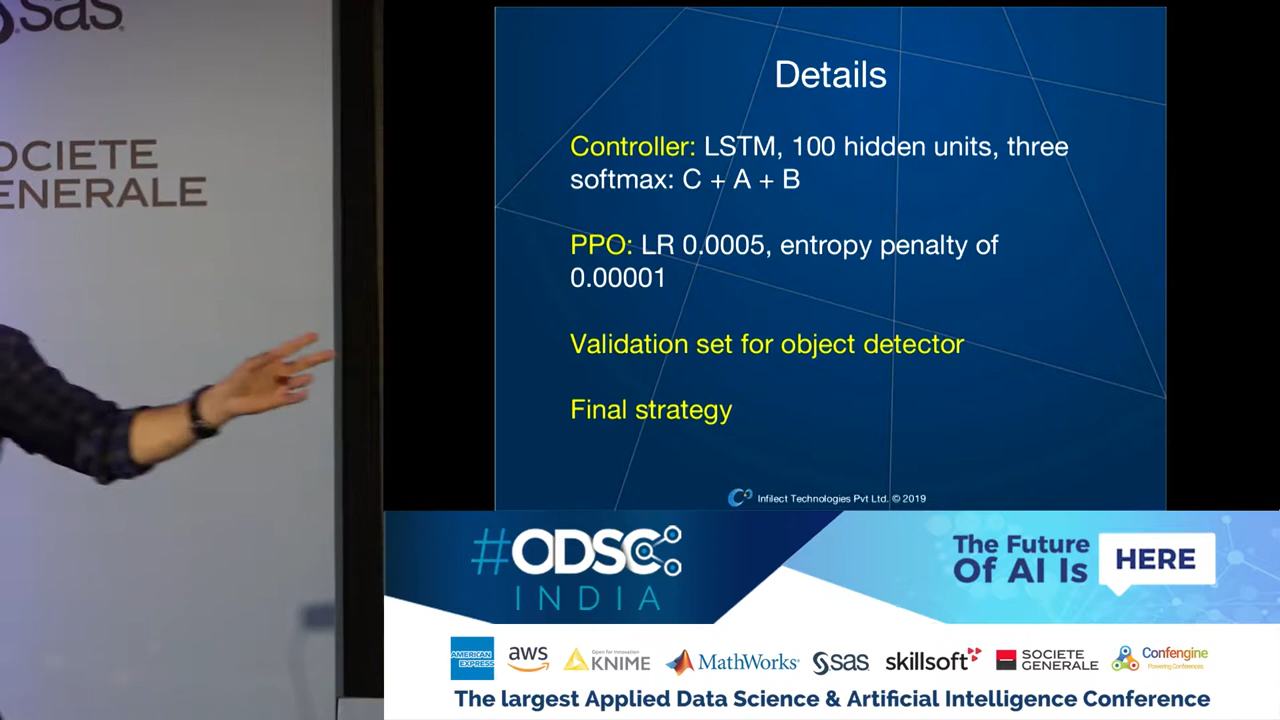 sas
OCIETE
ENERALE
Details
Controller: LSTM, 100 hidden units, three
softmax: C + A + B
PPO: LR 0.0005, entropy penalty of
0.00001
Validation set for object detector
Final strategy
Infilect Technologies Pvt Ltd. © 2019
#ODSC
INDIA
The Future
Of AI Is
HERE
AMERICAN
EXPRESS
aws
Open for Innovation
KNIME
MathWorks®
sas
skillsoft
SOCIETE
GENERALE
Confengine
Powering Conferences
The largest Applied Data Science & Artificial Intelligence Conference